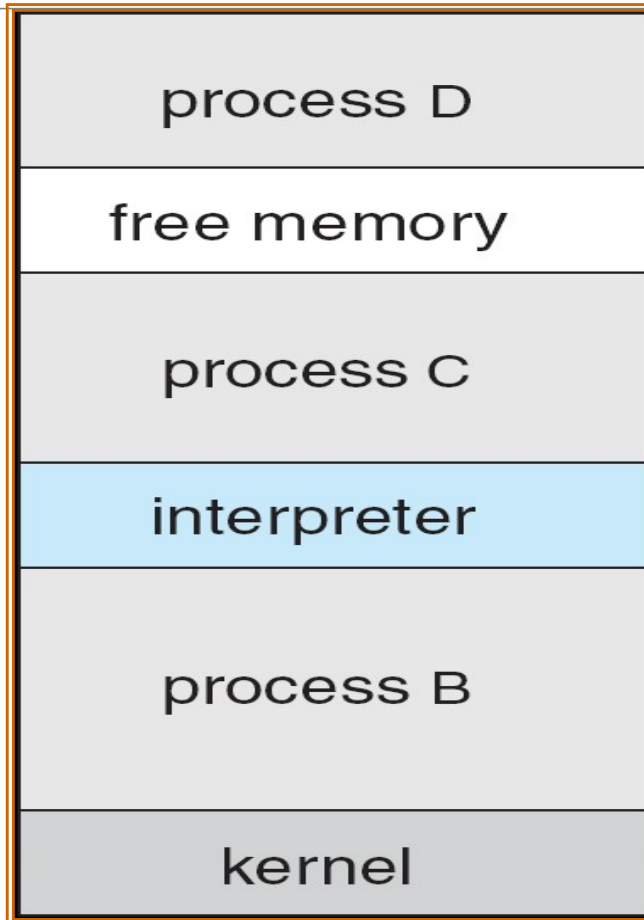 process D
free memory
process C
interpreter
process B
kernel